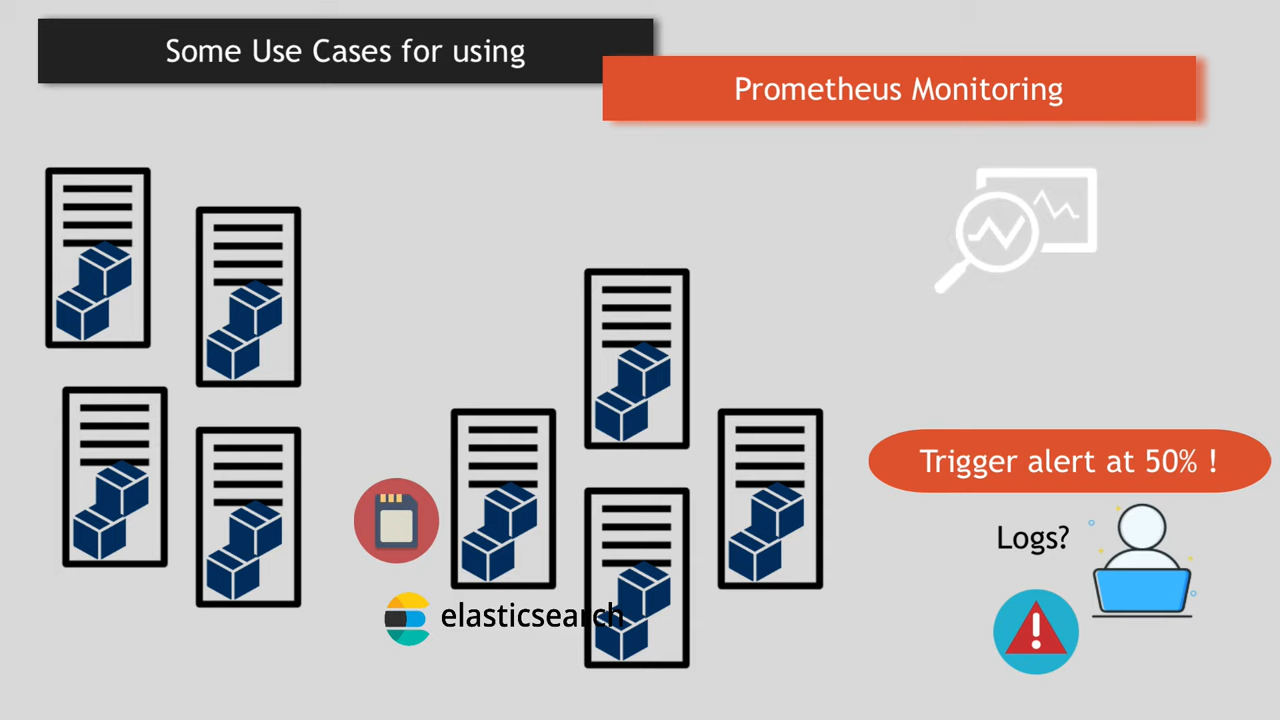 Some Use Cases for using
Prometheus Monitoring
Trigger alert at 50% !
Logs?
elasticsearch